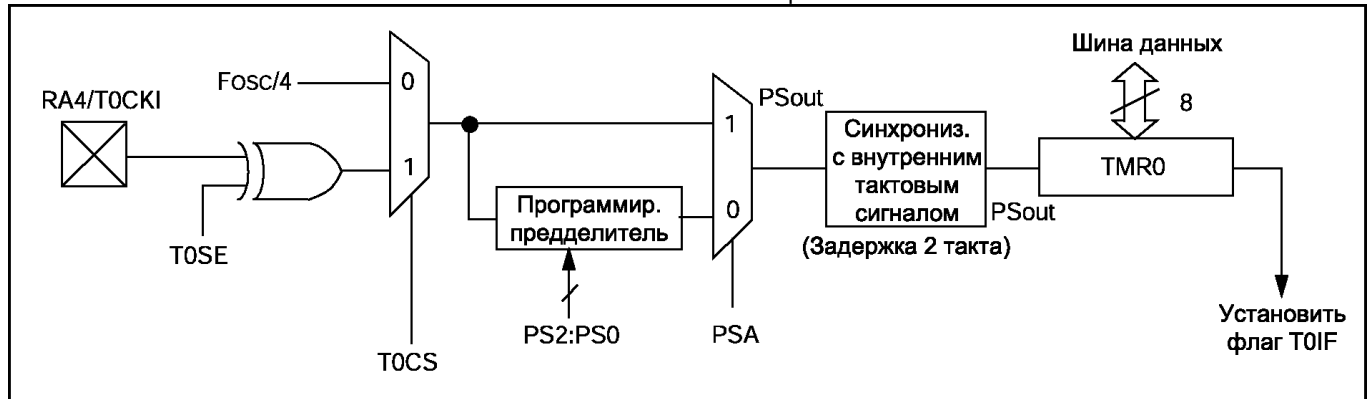 Шина данных
8
Fosc/4
0
RA4/T0CKI
PSout
1
Синхрониз.
с внутренним
тактовым
сигналом
TMR0
1
Программир.
предделитель
0
PSout
(Задержка 2 такта)
T0SE
Установить
флаг T0IF
PS2:PS0
PSA
T0CS